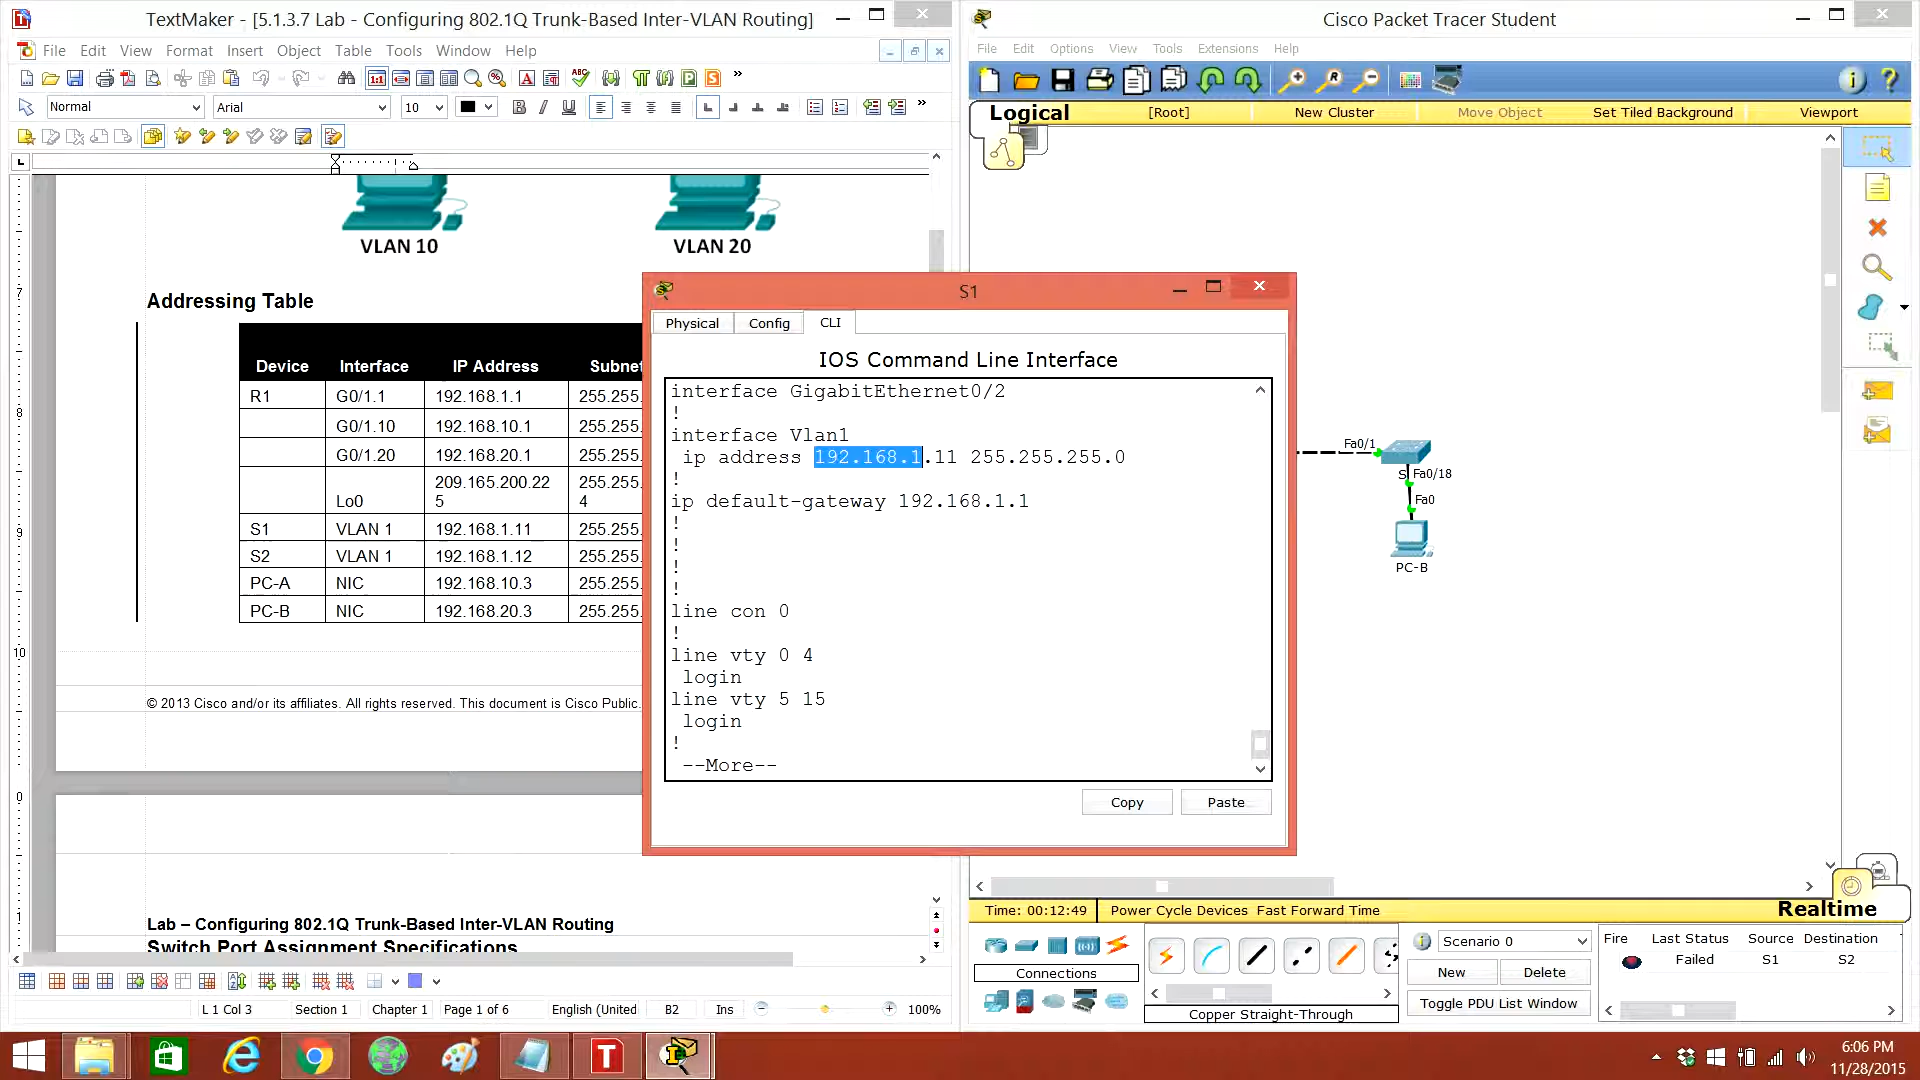 TextMaker - [5.1.3.7 Lab - Configuring 802.1Q Trunk-Based Inter-VLAN Routing]
File Edit View Format Insert Object Table Tools Window Help
Normal Arial 10
VLAN 10 VLAN 20
Addressing Table
Device Interface IP Address Subnet
R1 G0/1.1 192.168.1.1 255.255.
G0/1.10 192.168.10.1 255.255.
G0/1.20 192.168.20.1 255.255.
209.165.200.22 255.255.
Lo0 5 4
S1 VLAN 1 192.168.1.11 255.255.
S2 VLAN 1 192.168.1.12 255.255.
PC-A NIC 192.168.10.3 255.255.
PC-B NIC 192.168.20.3 255.255.
© 2013 Cisco and/or its affiliates. All rights reserved. This document is Cisco Public.
Lab – Configuring 802.1Q Trunk-Based Inter-VLAN Routing
Switch Port Assignment Specifications
L 1 Col 3 Section 1 Chapter 1 Page 1 of 6 English (United B2 Ins 100%
S1
Physical Config CLI
IOS Command Line Interface
interface GigabitEthernet0/2
!
interface Vlan1
ip address 192.168.1.11 255.255.255.0
!
ip default-gateway 192.168.1.1
!
!
!
!
line con 0
!
line vty 0 4
login
line vty 5 15
login
!
--More--
Copy Paste
Cisco Packet Tracer Student
File Edit Options View Tools Extensions Help
Logical [Root] New Cluster Move Object Set Tiled Background Viewport
Fa0/1
S Fa0/18
Fa0
PC-B
Time: 00:12:49 Power Cycle Devices Fast Forward Time
Realtime
Connections
Copper Straight-Through
Scenario 0
New Delete
Toggle PDU List Window
Fire Last Status Source Destination
Failed S1 S2
6:06 PM
11/28/2015